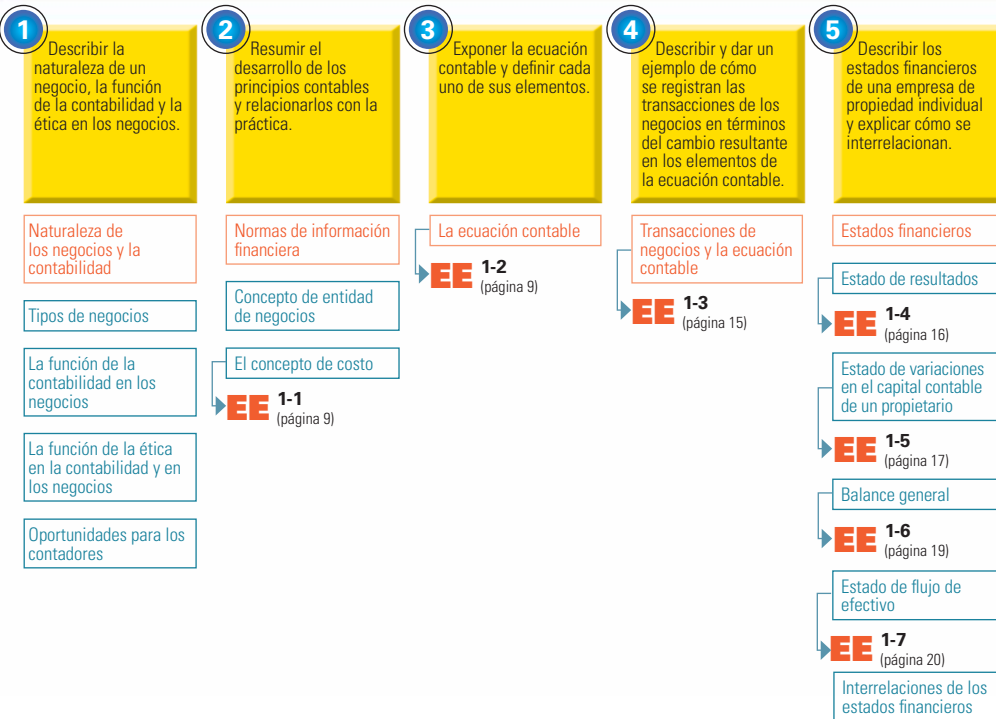 1
Describir la
naturaleza de un
negocio, la función
de la contabilidad y la
ética en los negocios.
Naturaleza de
los negocios y la
contabilidad
Tipos de negocios
La función de la
contabilidad en los
negocios
La función de la ética
en la contabilidad y en
los negocios
Oportunidades para los
contadores
2
Resumir el
desarrollo de los
principios contables
y relacionarlos con la
práctica.
Normas de información
financiera
Concepto de entidad
de negocios
El concepto de costo
EE 1-1
(página 9)
3
Exponer la ecuación
contable y definir cada
uno de sus elementos.
La ecuación contable
EE 1-2
(página 9)
4
Describir y dar un
ejemplo de cómo
se registran las
transacciones de los
negocios en términos
del cambio resultante
en los elementos de
la ecuación contable.
Transacciones de
negocios y la ecuación
contable
EE 1-3
(página 15)
5
Describir los
estados financieros
de una empresa de
propiedad individual
y explicar cómo se
interrelacionan.
Estados financieros
Estado de resultados
EE 1-4
(página 16)
Estado de variaciones
en el capital contable
de un propietario
EE 1-5
(página 17)
Balance general
EE 1-6
(página 19)
Estado de flujo de
efectivo
EE 1-7
(página 20)
Interrelaciones de los
estados financieros